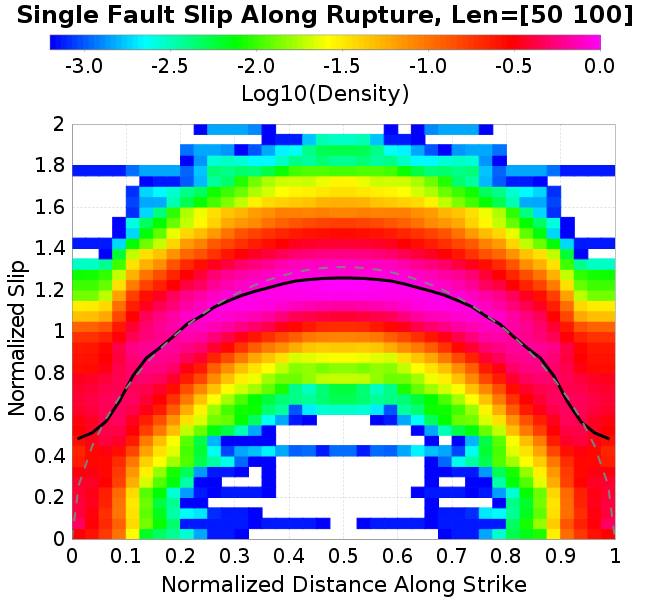 Single Fault Slip Along Rupture, Len=[50 100]
-3.0 -2.5 -2.0 -1.5 -1.0 -0.5 0.0
Log10(Density)
2
1.8
1.6
1.4
1.2
1
0.8
0.6
0.4
0.2
0
Normalized Slip
0 0.1 0.2 0.3 0.4 0.5 0.6 0.7 0.8 0.9 1
Normalized Distance Along Strike